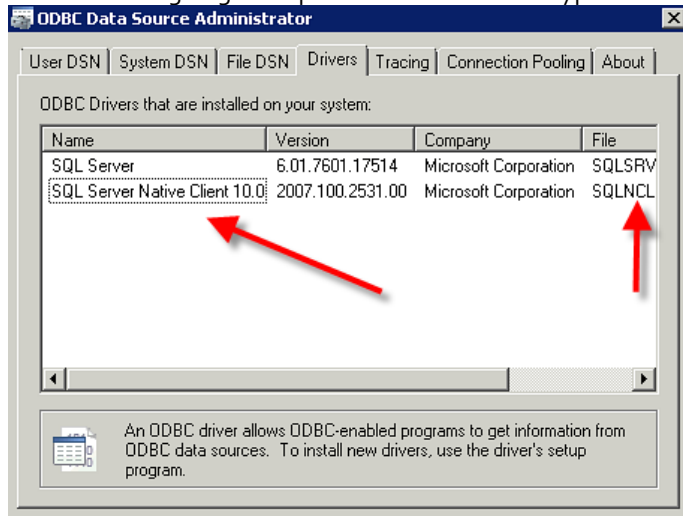 ODBC Data Source Administrator
User DSN System DSN File DSN Drivers Tracing Connection Pooling About
ODBC Drivers that are installed on your system:
Name Version Company File
SQL Server 6.01.7601.17514 Microsoft Corporation SQLSRV
SQL Server Native Client 10.0 2007.100.2531.00 Microsoft Corporation SQLNCL
An ODBC driver allows ODBC-enabled programs to get information from
ODBC data sources. To install new drivers, use the driver's setup
program.